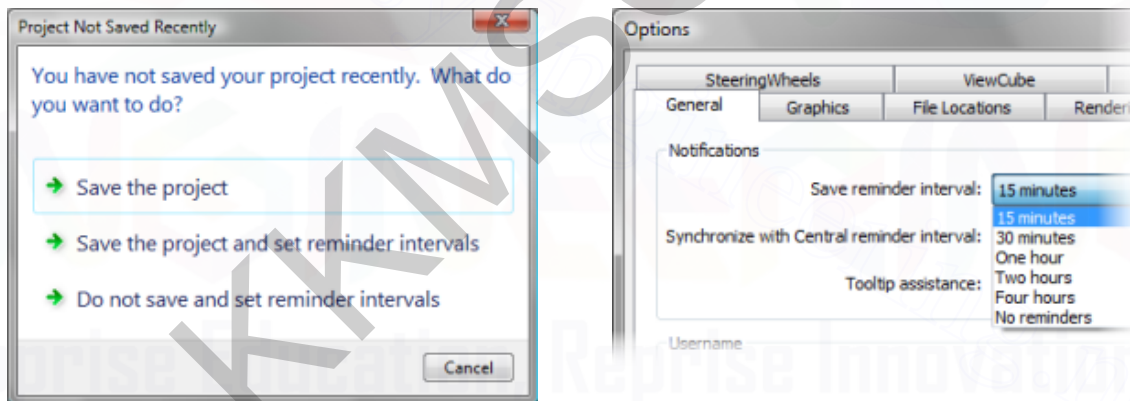 Project Not Saved Recently
You have not saved your project recently. What do
you want to do?
Save the project
Save the project and set reminder intervals
Do not save and set reminder intervals
Cancel
Options
SteeringWheels
ViewCube
General
Graphics
File Locations
Notifications
Save reminder interval:
15 minutes
15 minutes
Synchronize with Central reminder interval:
30 minutes
One hour
Tooltip assistance:
Two hours
Four hours
No reminders
Username
KKMS
Reprise